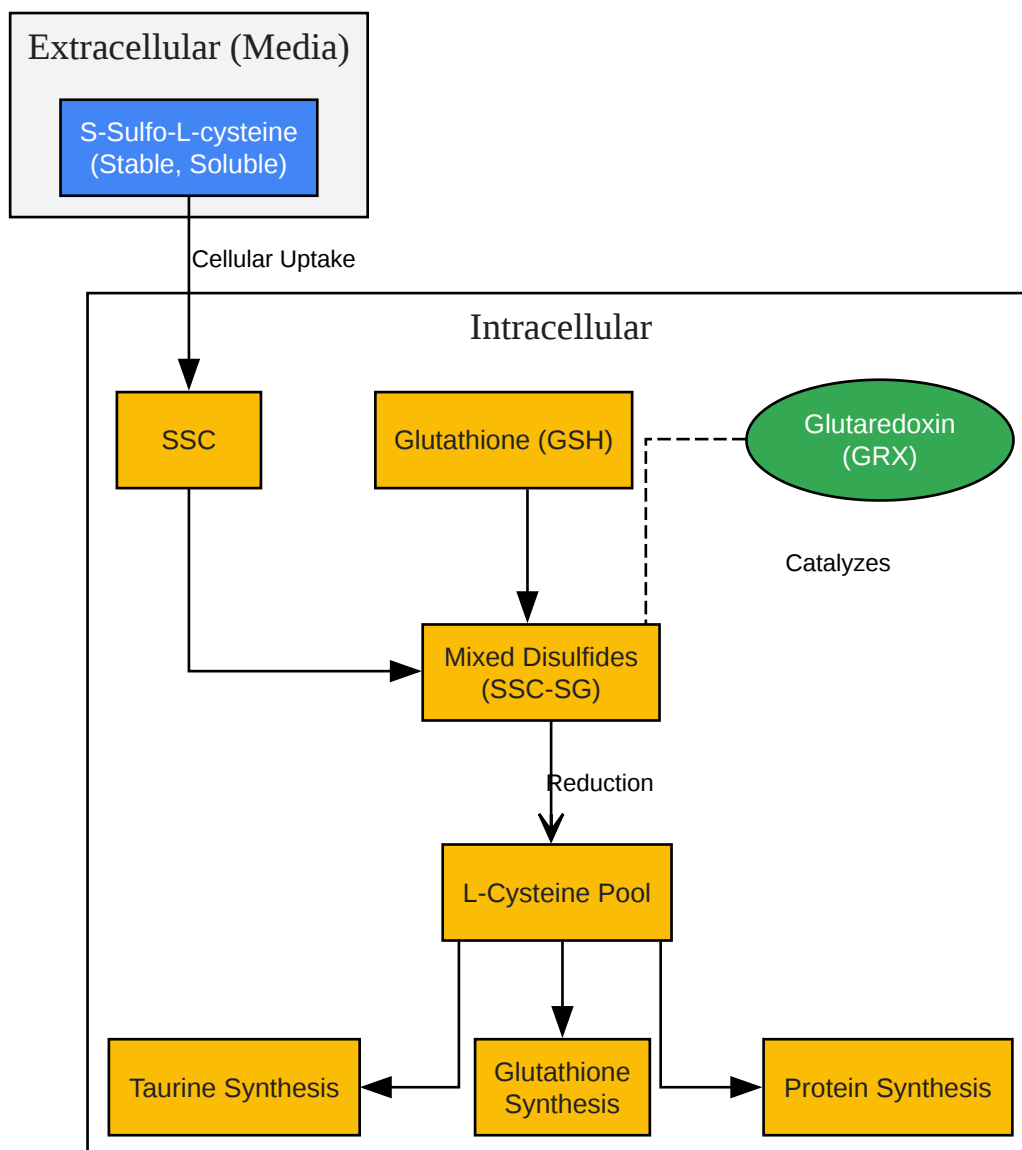 Extracellular (Media)
S-Sulfo-L-cysteine
(Stable, Soluble)
Cellular Uptake
Intracellular
SSC
Glutathione (GSH)
Glutaredoxin
(GRX)
Catalyzes
Mixed Disulfides
(SSC-SG)
Reduction
L-Cysteine Pool
Taurine Synthesis
Glutathione
Synthesis
Protein Synthesis